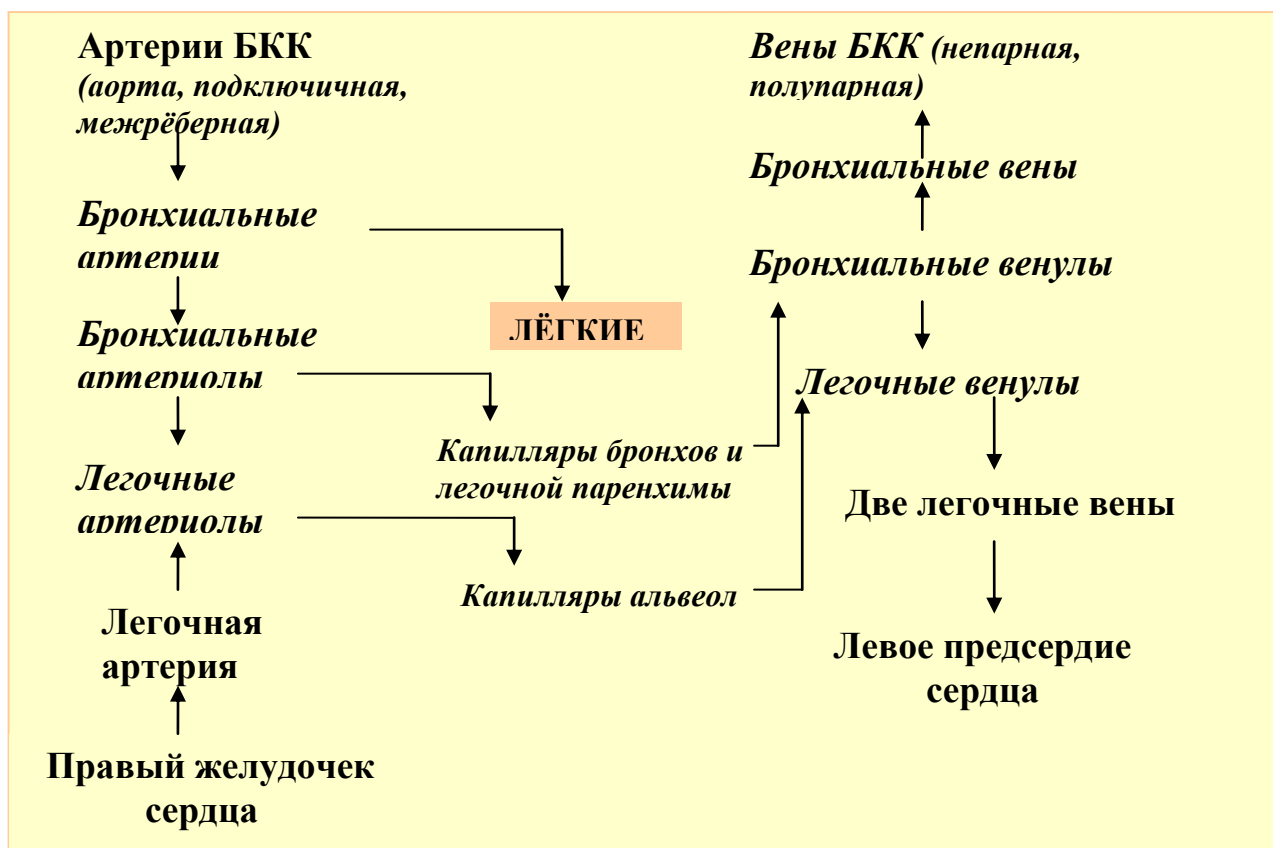 Артерии БКК
(аорта, подключичная,
межрёберная)
Бронхиальные
артерии
Бронхиальные
артериолы
Легочные
артериолы
Легочная
артерия
Правый желудочек
сердца
ЛЁГКИЕ
Капилляры бронхов и
легочной паренхимы
Капилляры альвеол
Вены БКК (непарная,
полупарная)
Бронхиальные вены
Бронхиальные венулы
Легочные венулы
Две легочные вены
Левое предсердие
сердца